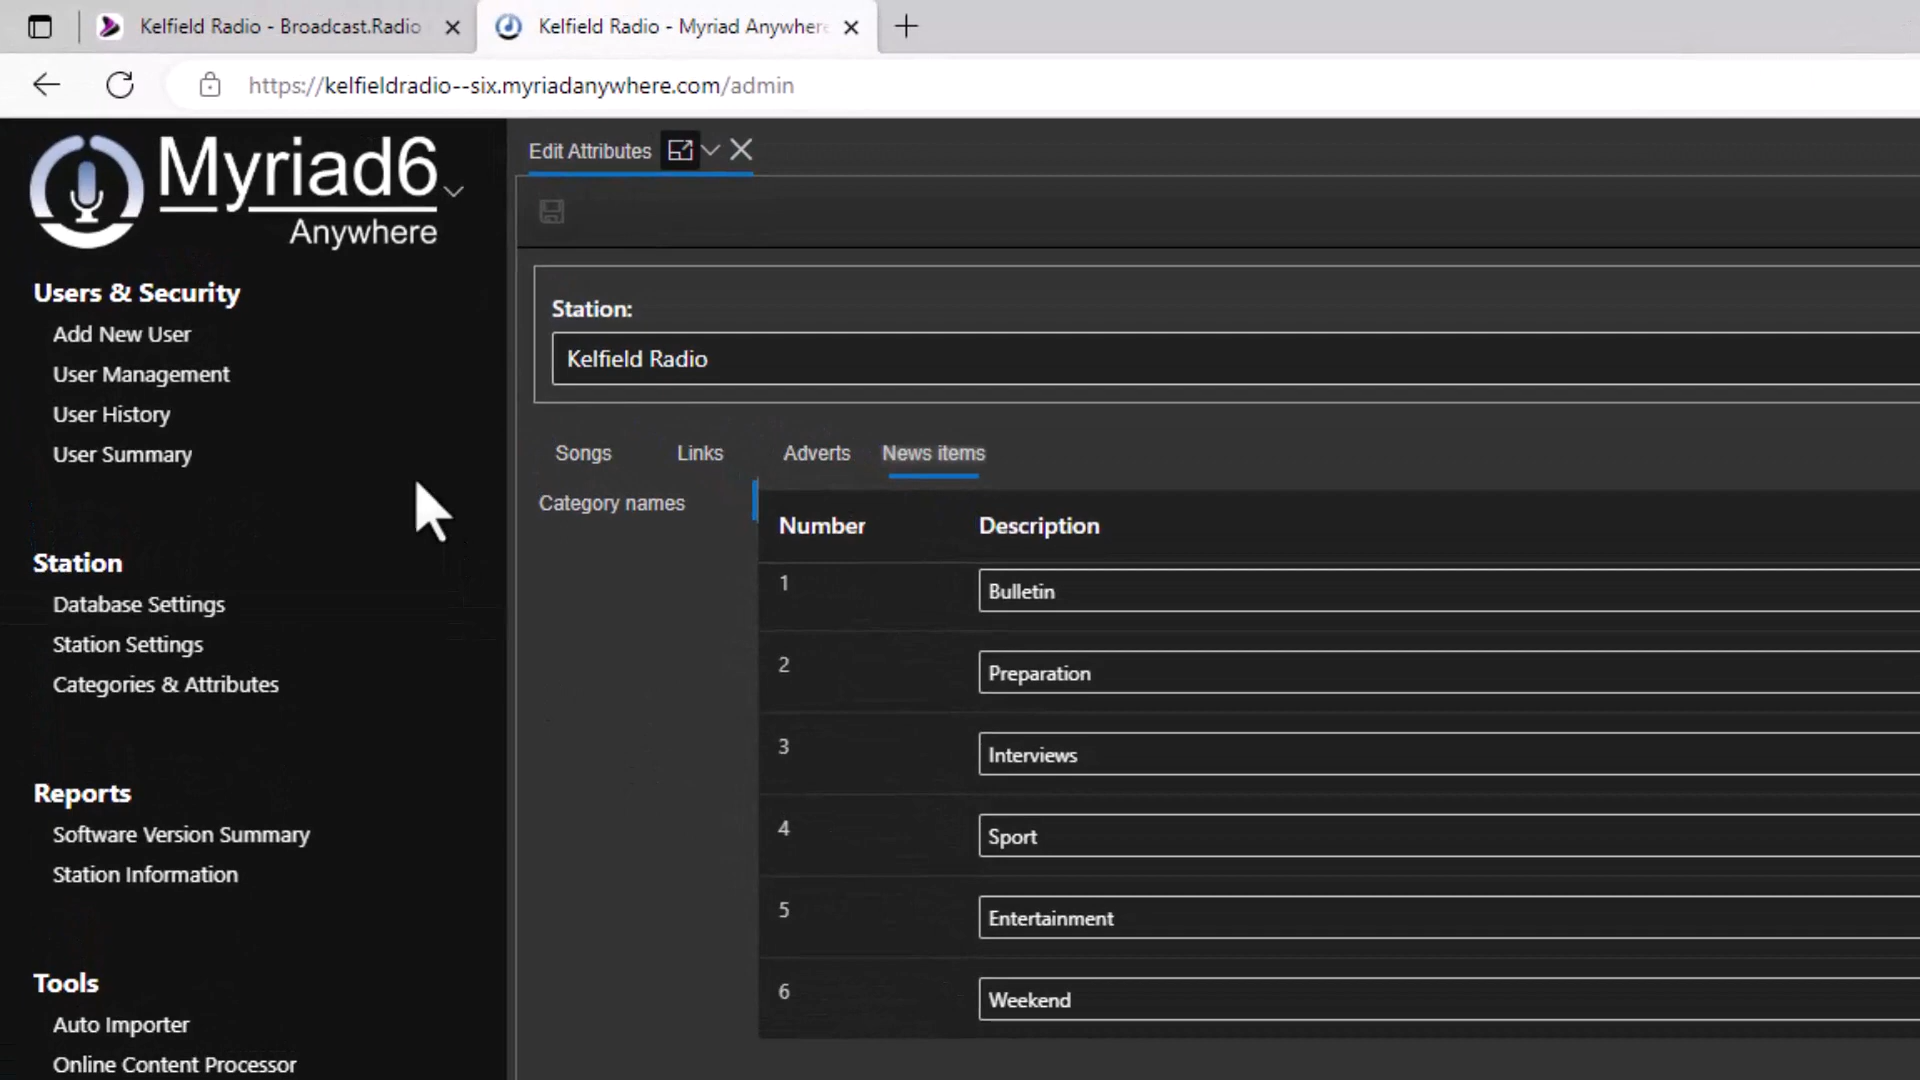 Kelfield Radio - Broadcast.Radio
Kelfield Radio - Myriad Anywhere
https://kelfieldradio--six.myriadanywhere.com/admin
Myriad6
Anywhere
Users & Security
Add New User
User Management
User History
User Summary
Station
Database Settings
Station Settings
Categories & Attributes
Reports
Software Version Summary
Station Information
Tools
Auto Importer
Online Content Processor
Edit Attributes
Station:
Kelfield Radio
Songs Links Adverts News items
Category names
Number Description
1 Bulletin
2 Preparation
3 Interviews
4 Sport
5 Entertainment
6 Weekend